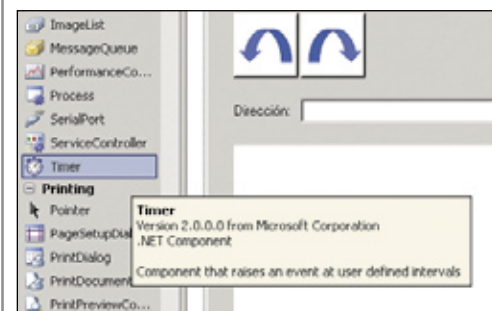 ImageList
MessageQueue
PerformanceCo...
Process
SerialPort
ServiceController
Timer
Printing
Pointer
PageSetupDial
PrintDialog
PrintDocument
PrintPreviewCo...
Dirección:
Timer
Version 2.0.0.0 from Microsoft Corporation
.NET Component
Component that raises an event at user defined intervals